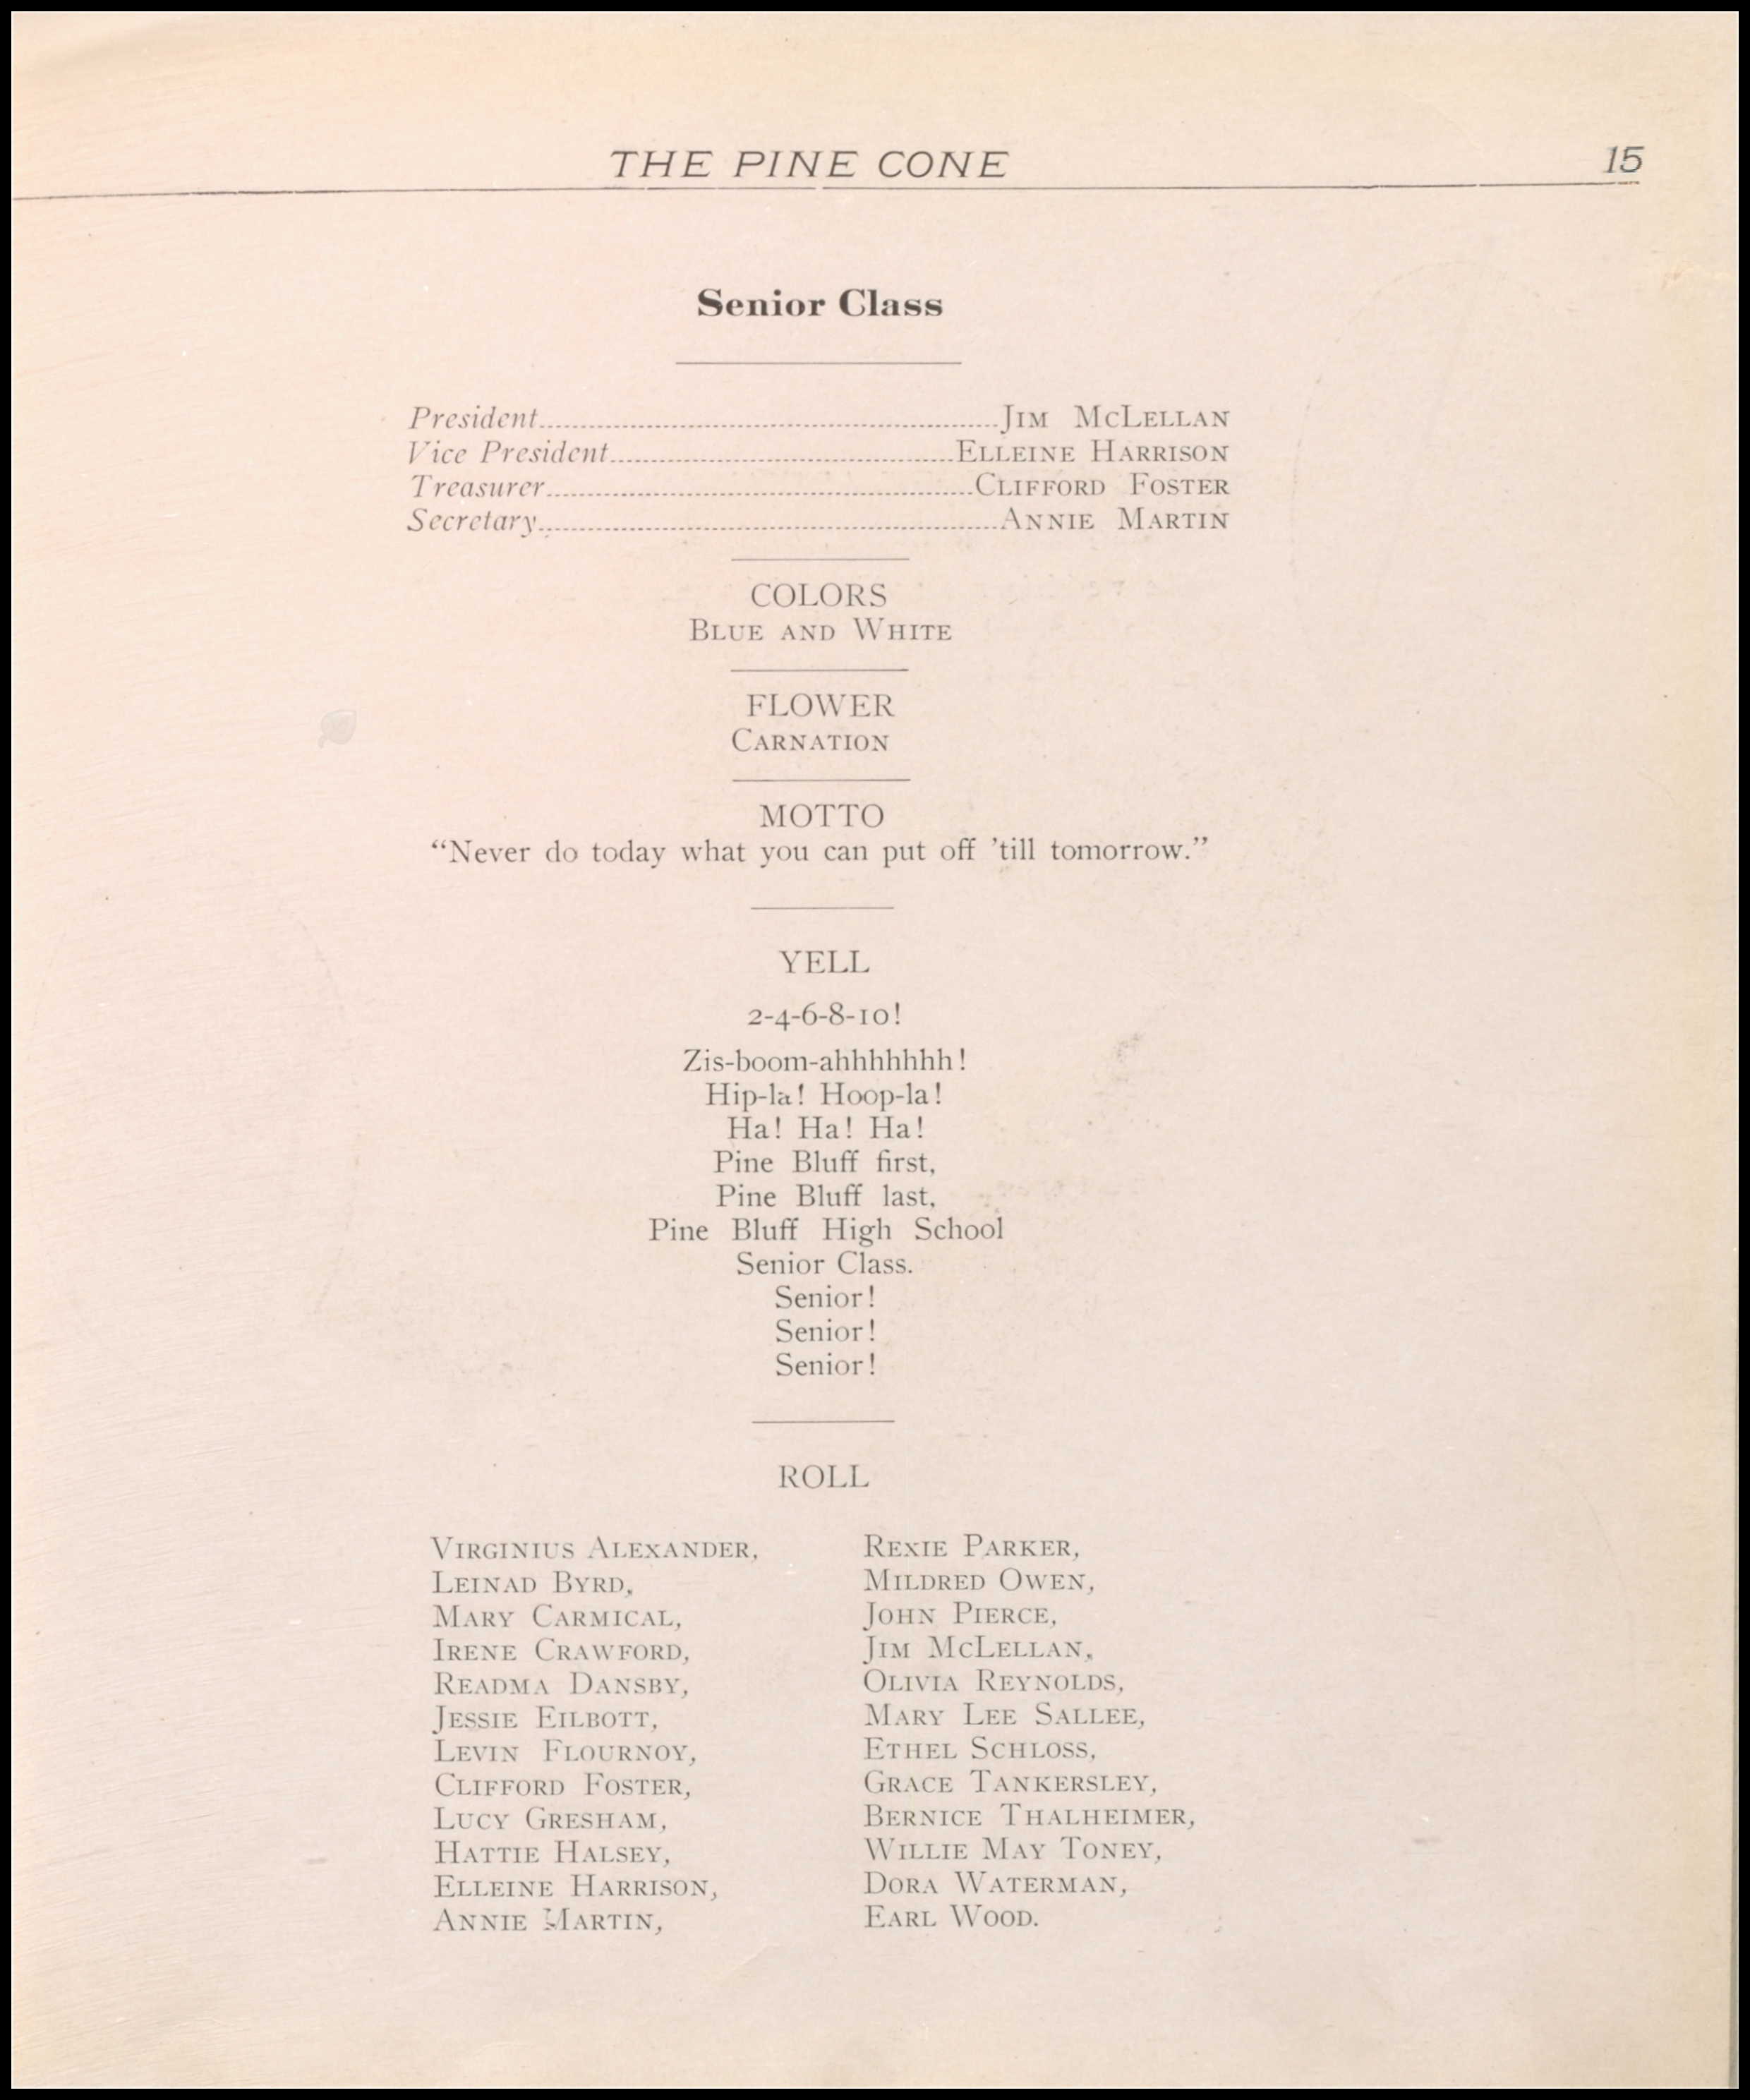 THE PINE CONE 15
Senior Class
President Jim McLellan
Vice President Elleine Harrison
Treasurer Clifford Foster
Secretary Annie Martin
COLORS
Blue and White
FLOWER
Carnation
MOTTO
“Never do today what you can put off ’till tomorrow.”
YELL
2-4-6-8-10!
Zis-boom-ahhhhhhh!
Hip-la! Hoop-la!
Ha! Ha! Ha!
Pine Bluff first,
Pine Bluff last,
Pine Bluff High School
Senior Class.
Senior!
Senior!
Senior!
ROLL
Virginius Alexander,
Leinad Byrd,
Mary Carmical,
Irene Crawford,
Readma Dansby,
Jessie Eilbott,
Levin Flournoy,
Clifford Foster,
Lucy Gresham,
Hattie Halsey,
Elleine Harrison,
Annie Martin,
Rexie Parker,
Mildred Owen,
John Pierce,
Jim McLellan,
Olivia Reynolds,
Mary Lee Sallee,
Ethel Schloss,
Grace Tankersley,
Bernice Thalheimer,
Willie May Toney,
Dora Waterman,
Earl Wood.